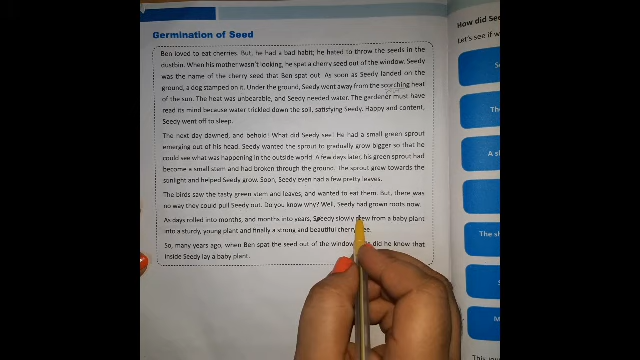 Germination of Seed
Ben loved to eat cherries. But, he had a bad habit; he hated to throw the seeds in the
dustbin. When his mother wasn't looking, he spat a cherry seed out of the window. Seedy
was the name of the cherry seed that Ben spat out. As soon as Seedy landed on the
ground, a dog stamped on it. Under the ground, Seedy went away from the scorching heat
of the sun. The heat was unbearable, and Seedy needed water. The gardener must have
read its mind because water trickled down the soil, satisfying Seedy. Happy and content,
Seedy went off to sleep.
The next day dawned, and behold! What did Seedy see! He had a small green sprout
emerging out of his head. Seedy wanted the sprout to gradually grow bigger so that he
could see what was happening in the outside world. A few days later, his green sprout had
become a small stem and had broken through the ground. The sprout grew towards the
sunlight and helped Seedy grow. Soon, Seedy even had a few pretty leaves.
The birds saw the tasty green stem and leaves, and wanted to eat them. But, there was
no way they could pull Seedy out. Do you know why? Well, Seedy had grown roots now.
As days rolled into months, and months into years, Speedy slowly from a baby plant
into a sturdy, young plant and finally a strong and beautiful cherry
So, many years ago, when Ben spat the seed out of the window did he know that
inside Seedy lay a baby plant.
How did See
Let's see if w
Se
A s
The
S
M
This jou